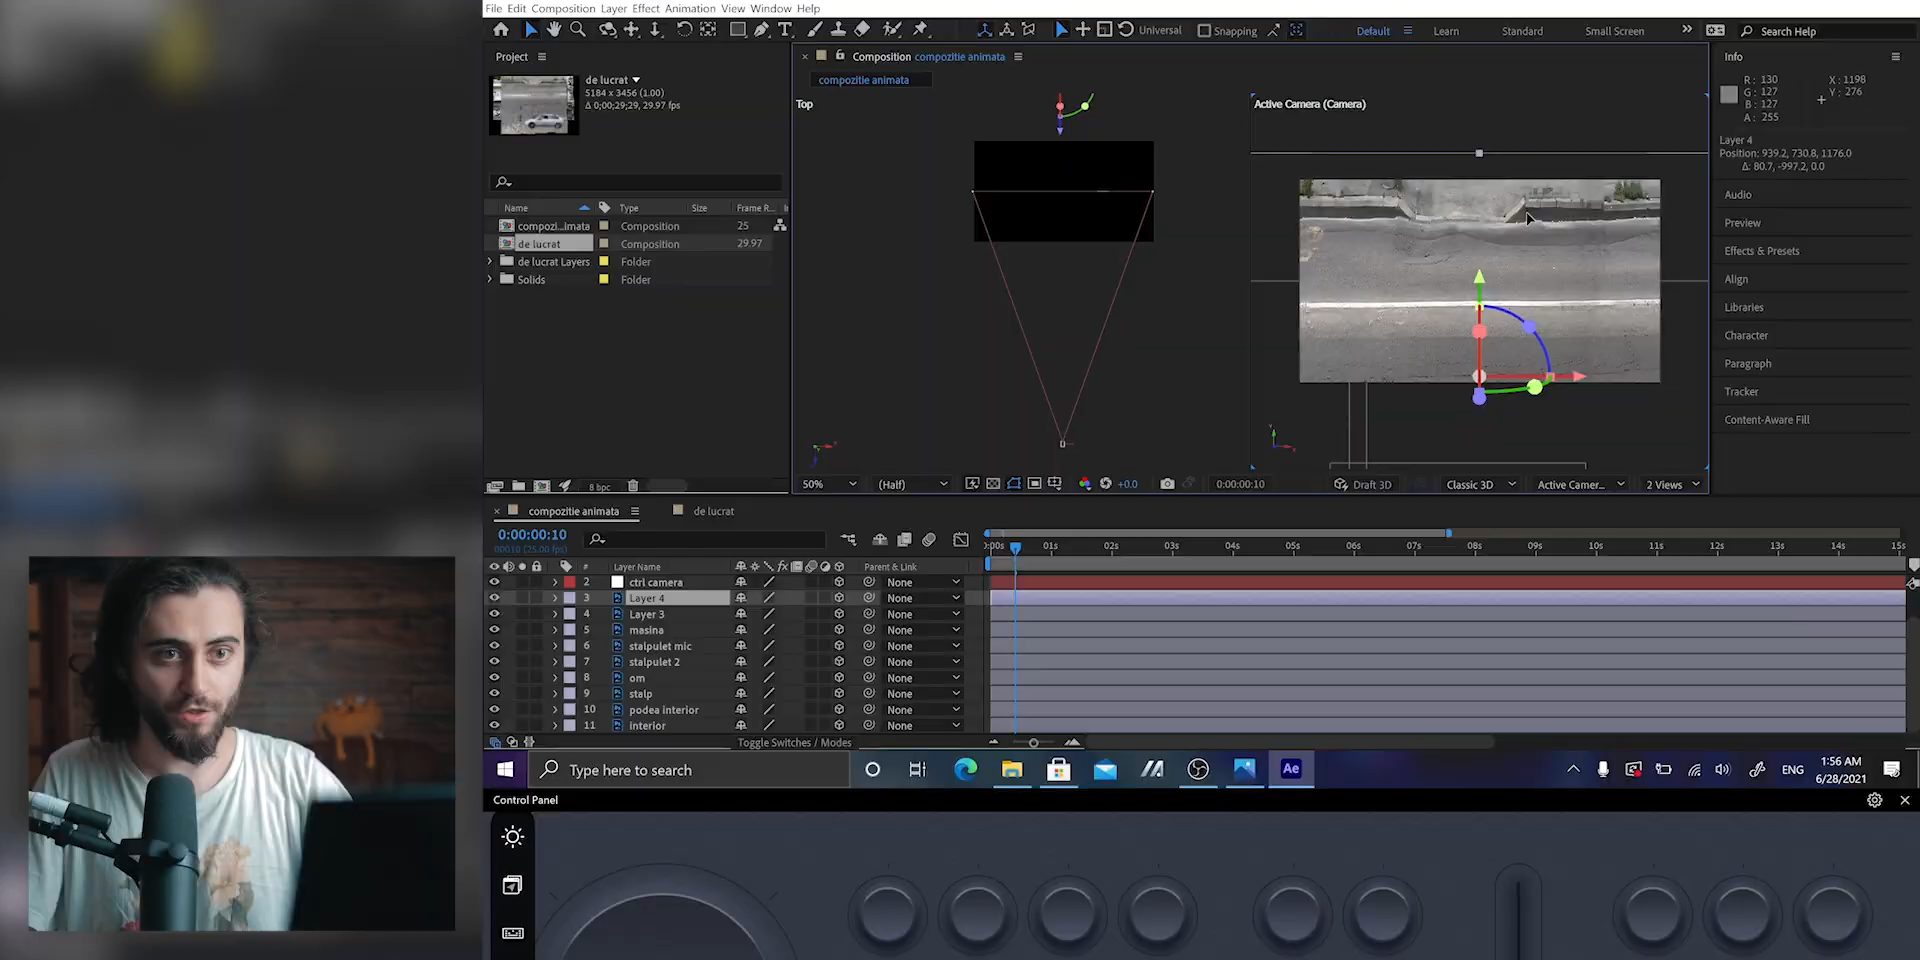 File Edit Composition Layer Effect Animation View Window Help
Universal
Snapping
Default
Learn
Standard
Small Screen
Search Help
Project
de lucrat
5184 x 3456 (1.00)
Δ 0;00;29;29, 29.97 fps
Name
Type
Size
Frame R...
compozi...imata
Composition
25
de lucrat
Composition
29.97
de lucrat Layers
Folder
Solids
Folder
8 bpc
Composition compozitie animata
compozitie animata
Top
Active Camera (Camera)
50%
(Half)
+0.0
0:00:00:10
Draft 3D
Classic 3D
Active Camer...
2 Views
Info
R: 130
G: 127
B: 127
A: 255
X: 1198
Y: 276
Layer 4
Position: 939.2, 730.8, 1176.0
Δ: 80.7, -997.2, 0.0
Audio
Preview
Effects & Presets
Align
Libraries
Character
Paragraph
Tracker
Content-Aware Fill
compozitie animata
de lucrat
0:00:00:10
00010 (25.00 fps)
0:00s 01s 02s 03s 04s 05s 06s 07s 08s 09s 10s 11s 12s 13s 14s 15s
# Layer Name
fx
Parent & Link
2 ctrl camera None
3 Layer 4 None
4 Layer 3 None
5 masina None
6 stalpulet mic None
7 stalpulet 2 None
8 om None
9 stalp None
10 podea interior None
11 interior None
Toggle Switches / Modes
Type here to search
Ae
ENG
1:56 AM
6/28/2021
Control Panel